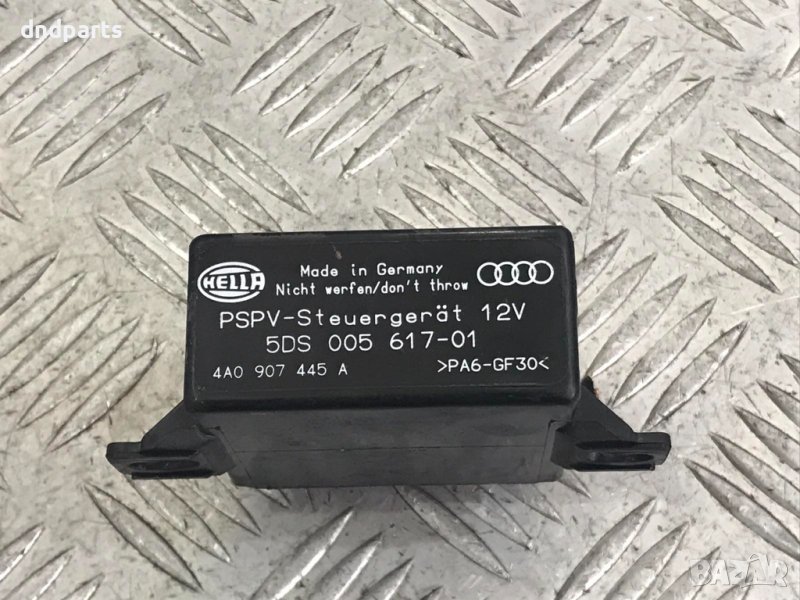 dndparts
HELLA
Made in Germany
Nicht werfen/don't throw
PSPV-Steuergerät 12V
5DS 005 617-01
4A0 907 445 A >PA6-GF30<
BAZAR